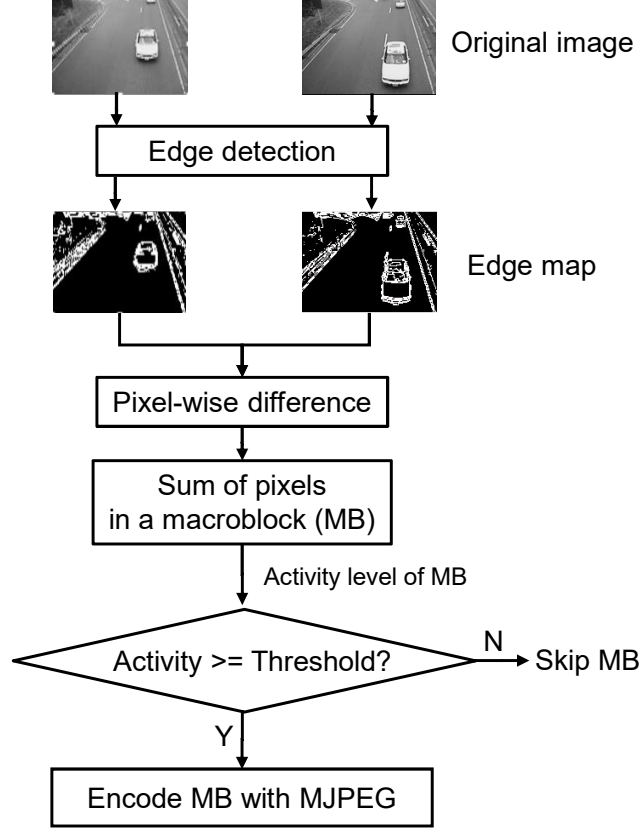 Original image
Edge detection
Edge map
Pixel-wise difference
Sum of pixels
in a macroblock (MB)
Activity level of MB
Activity >= Threshold?
N
Skip MB
Y
Encode MB with MJPEG